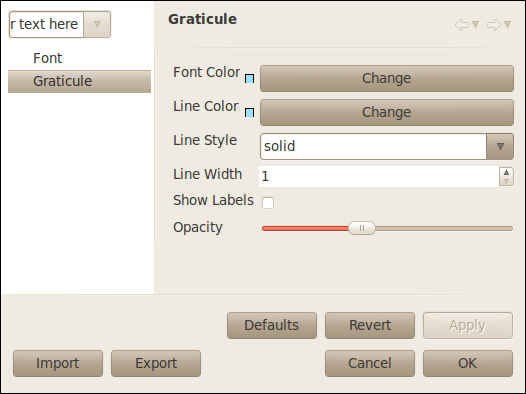 r text here
Graticule
Font
Graticule
Font Color
Change
Line Color
Change
Line Style
solid
Line Width
1
Show Labels
Opacity
Defaults
Revert
Apply
Import
Export
Cancel
OK